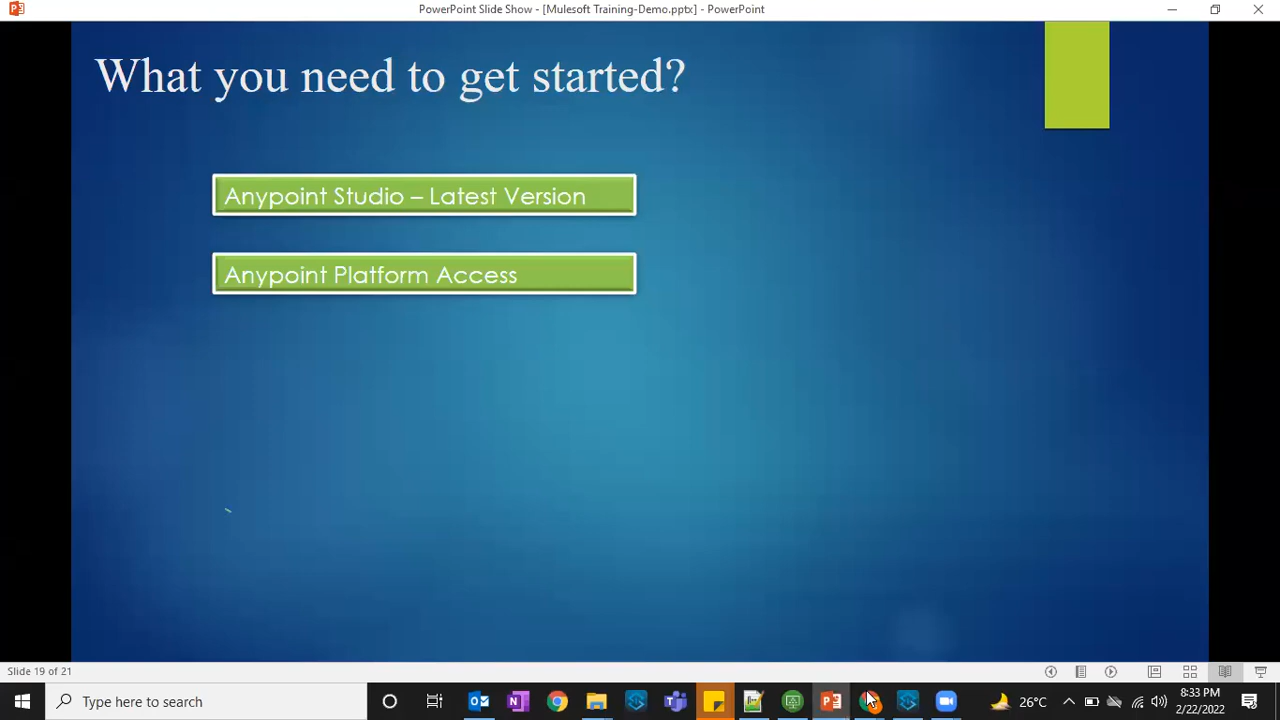 PowerPoint Slide Show - [Mulesoft Training-Demo.pptx] - PowerPoint
What you need to get started?
Anypoint Studio – Latest Version
Anypoint Platform Access
Slide 19 of 21
Type here to search
26°C
8:33 PM
2/22/2022